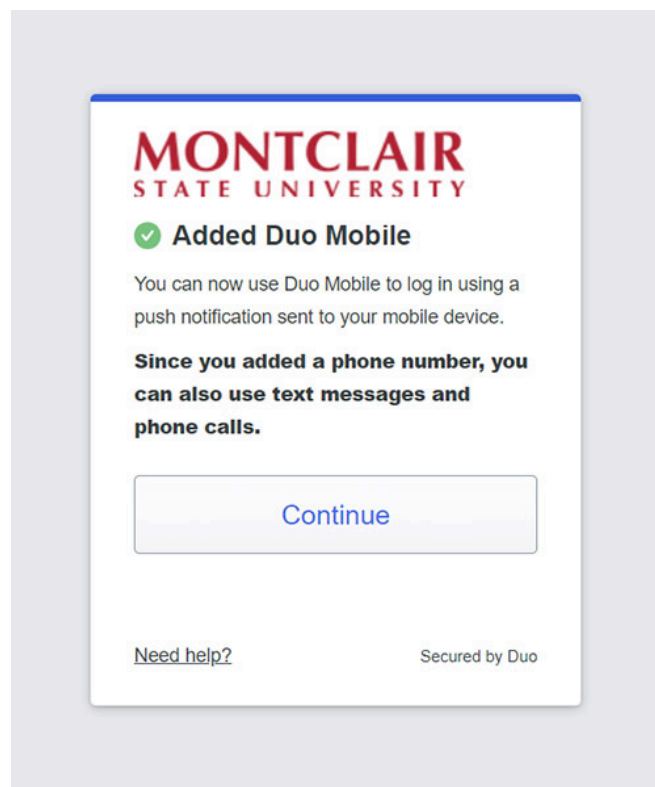 MONTCLAIR
STATE UNIVERSITY
Added Duo Mobile
You can now use Duo Mobile to log in using a
push notification sent to your mobile device.
Since you added a phone number, you
can also use text messages and
phone calls.
Continue
Need help?
Secured by Duo